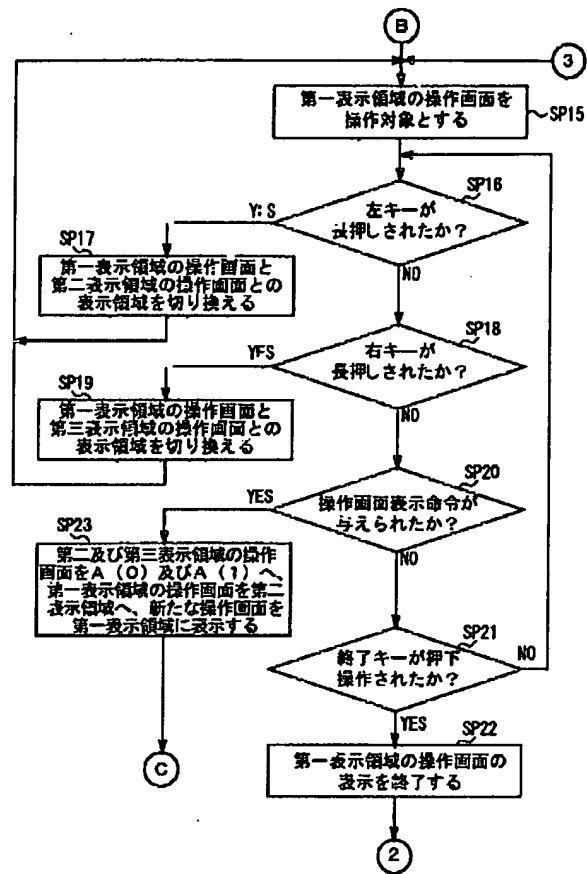 B
3
第一表示領域の操作画面を
操作対象とする
SP15
SP16
左キーが
長押しされたか？
Y:S
NO
SP17
第一表示領域の操作画面と
第二表示領域の操作画面との
表示領域を切り換える
SP18
右キーが
長押しされたか？
YES
NO
SP19
第一表示領域の操作画面と
第三表示領域の操作画面との
表示領域を切り換える
SP20
操作画面表示命令が
与えられたか？
YES
NO
SP23
第二及び第三表示領域の操作
画面をA（0）及びA（1）へ、
第一表示領域の操作画面を第二
表示領域へ、新たな操作画面を
第一表示領域に表示する
SP21
終了キーが押下
操作されたか？
NO
YES
SP22
第一表示領域の操作画面の
表示を終了する
C
2